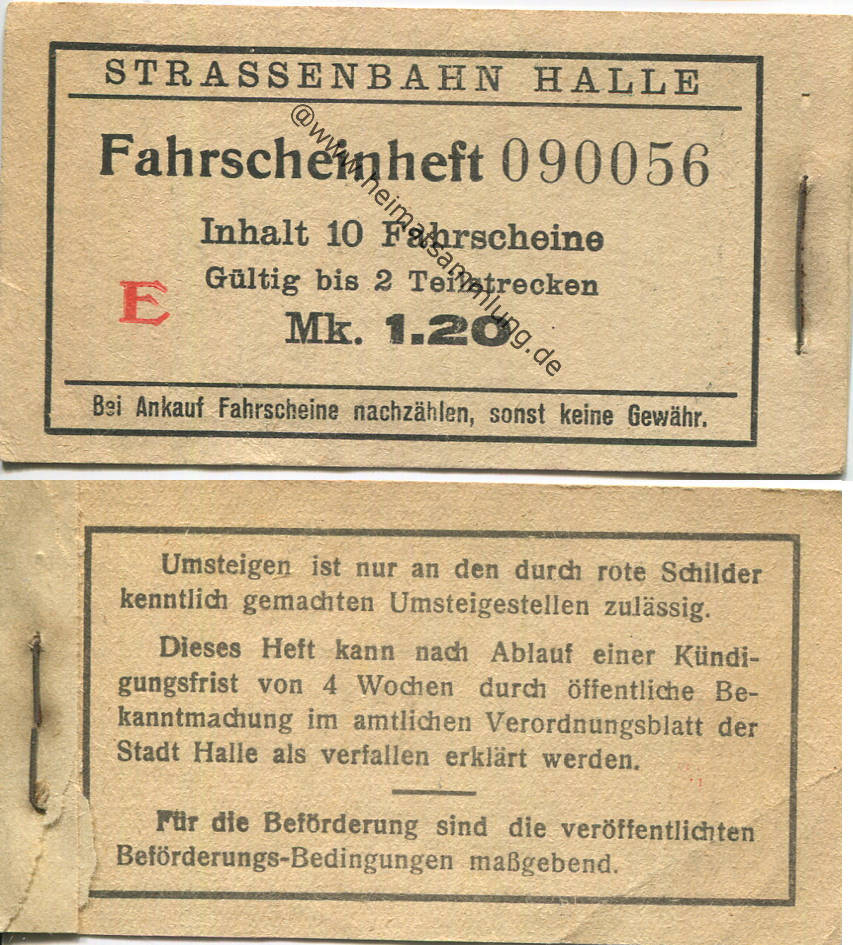 STRASSENBAHN HALLE
Fahrscheinheft 090056
Inhalt 10 Fahrscheine
Gültig bis 2 Teilstrecken
E
Mk. 1.20
Bei Ankauf Fahrscheine nachzählen, sonst keine Gewähr.
@www.heimatsammlung.de
Umsteigen ist nur an den durch rote Schilder
kenntlich gemachten Umsteigestellen zulässig.
Dieses Heft kann nach Ablauf einer Kündi-
gungsfrist von 4 Wochen durch öffentliche Be-
kanntmachung im amtlichen Verordnungsblatt der
Stadt Halle als verfallen erklärt werden.
Für die Beförderung sind die veröffentlichten
Beförderungs-Bedingungen maßgebend.